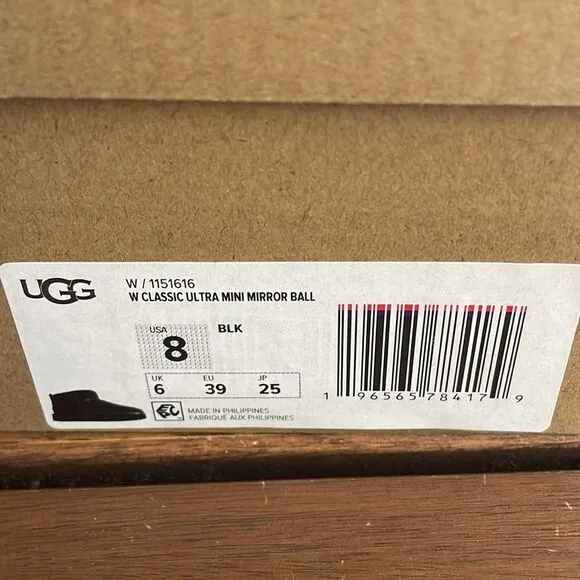 UGG
W / 1151616
W CLASSIC ULTRA MINI MIRROR BALL
USA
8
BLK
UK EU JP
6 39 25
MADE IN PHILIPPINES
FABRIQUÉ AUX PHILIPPINES
1 96565 78417 9